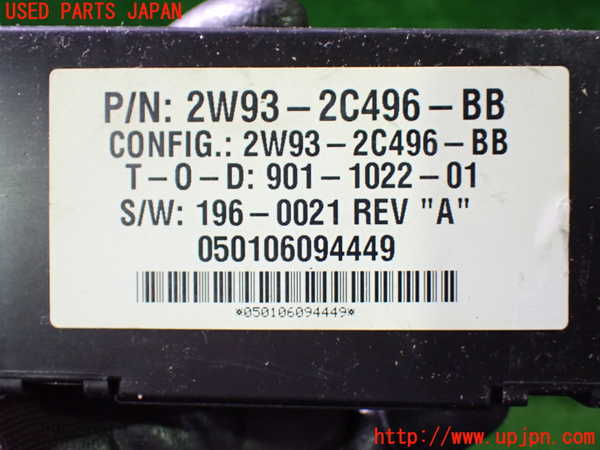 USED PARTS JAPAN
P/N: 2W93-2C496-BB
CONFIG.: 2W93-2C496-BB
T-O-D: 901-1022-01
S/W: 196-0021 REV "A"
050106094449
*050106094449*
http://www.upjpn.com/